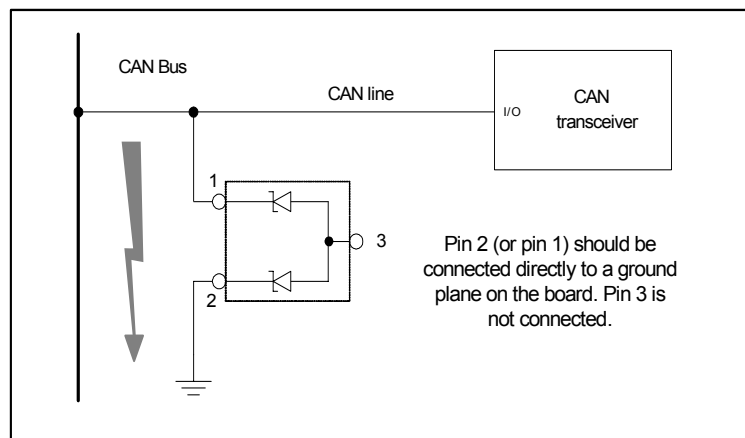 CAN Bus
CAN line
I/O
CAN
transceiver
1
3
2
Pin 2 (or pin 1) should be
connected directly to a ground
plane on the board. Pin 3 is
not connected.